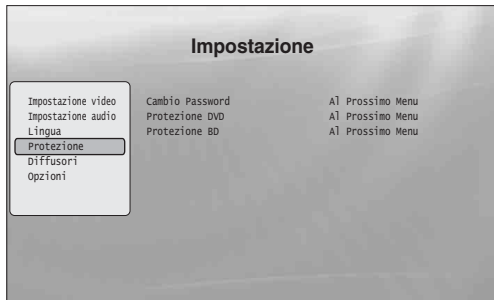 Impostazione
Impostazione video
Impostazione audio
Lingua
Protezione
Diffusori
Opzioni
Cambio Password Al Prossimo Menu
Protezione DVD Al Prossimo Menu
Protezione BD Al Prossimo Menu